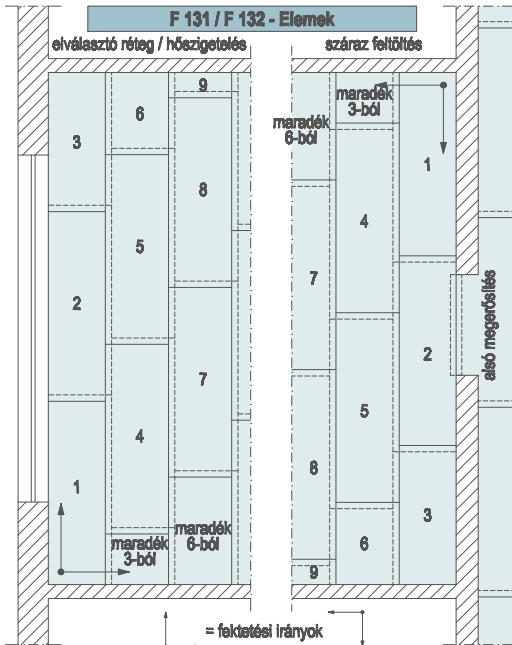 F 131 / F 132 - Elemek
elválasztó réteg / hőszigetelés
száraz feltöltés
9
6
3
8
5
2
7
4
1
maradék
3-ból
maradék
6-ból
maradék
6-ból
maradék
3-ból
1
4
7
2
5
8
3
6
9
alsó megerősítés
= fektetési irányok